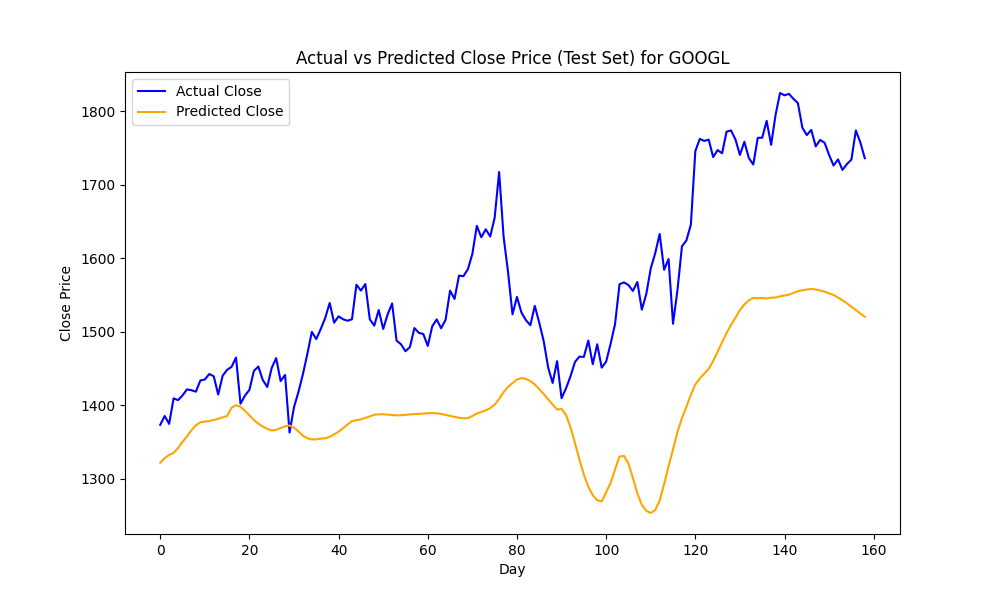 Actual vs Predicted Close Price (Test Set) for GOOGL
Actual Close
Predicted Close
Close Price
1800
1700
1600
1500
1400
1300
0 20 40 60 80 100 120 140 160
Day